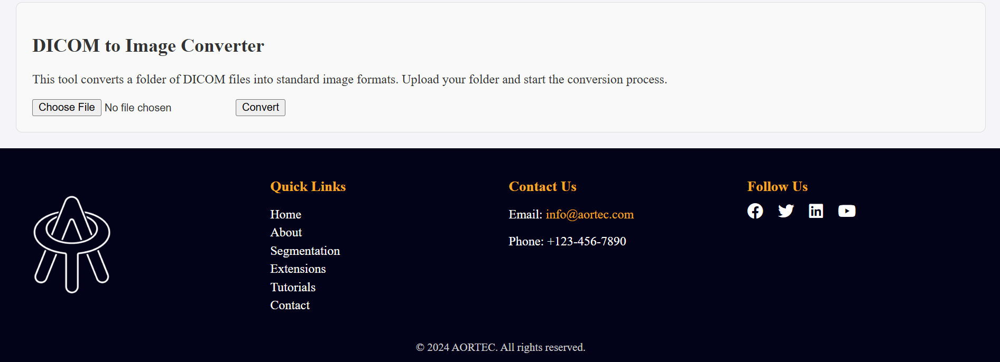 DICOM to Image Converter
This tool converts a folder of DICOM files into standard image formats. Upload your folder and start the conversion process.
Choose File No file chosen Convert
Quick Links
Home
About
Segmentation
Extensions
Tutorials
Contact
Contact Us
Email: info@aortec.com
Phone: +123-456-7890
Follow Us
© 2024 AORTEC. All rights reserved.